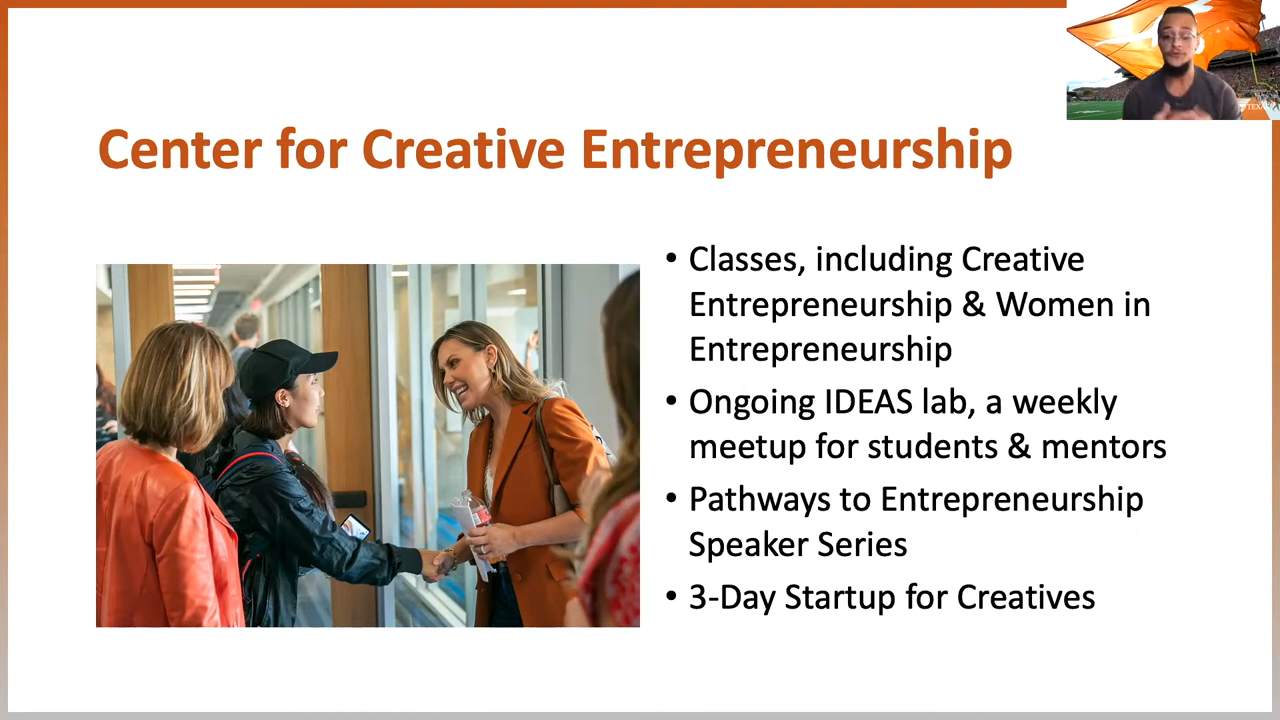 Center for Creative Entrepreneurship
• Classes, including Creative
Entrepreneurship & Women in
Entrepreneurship
• Ongoing IDEAS lab, a weekly
meetup for students & mentors
• Pathways to Entrepreneurship
Speaker Series
• 3-Day Startup for Creatives